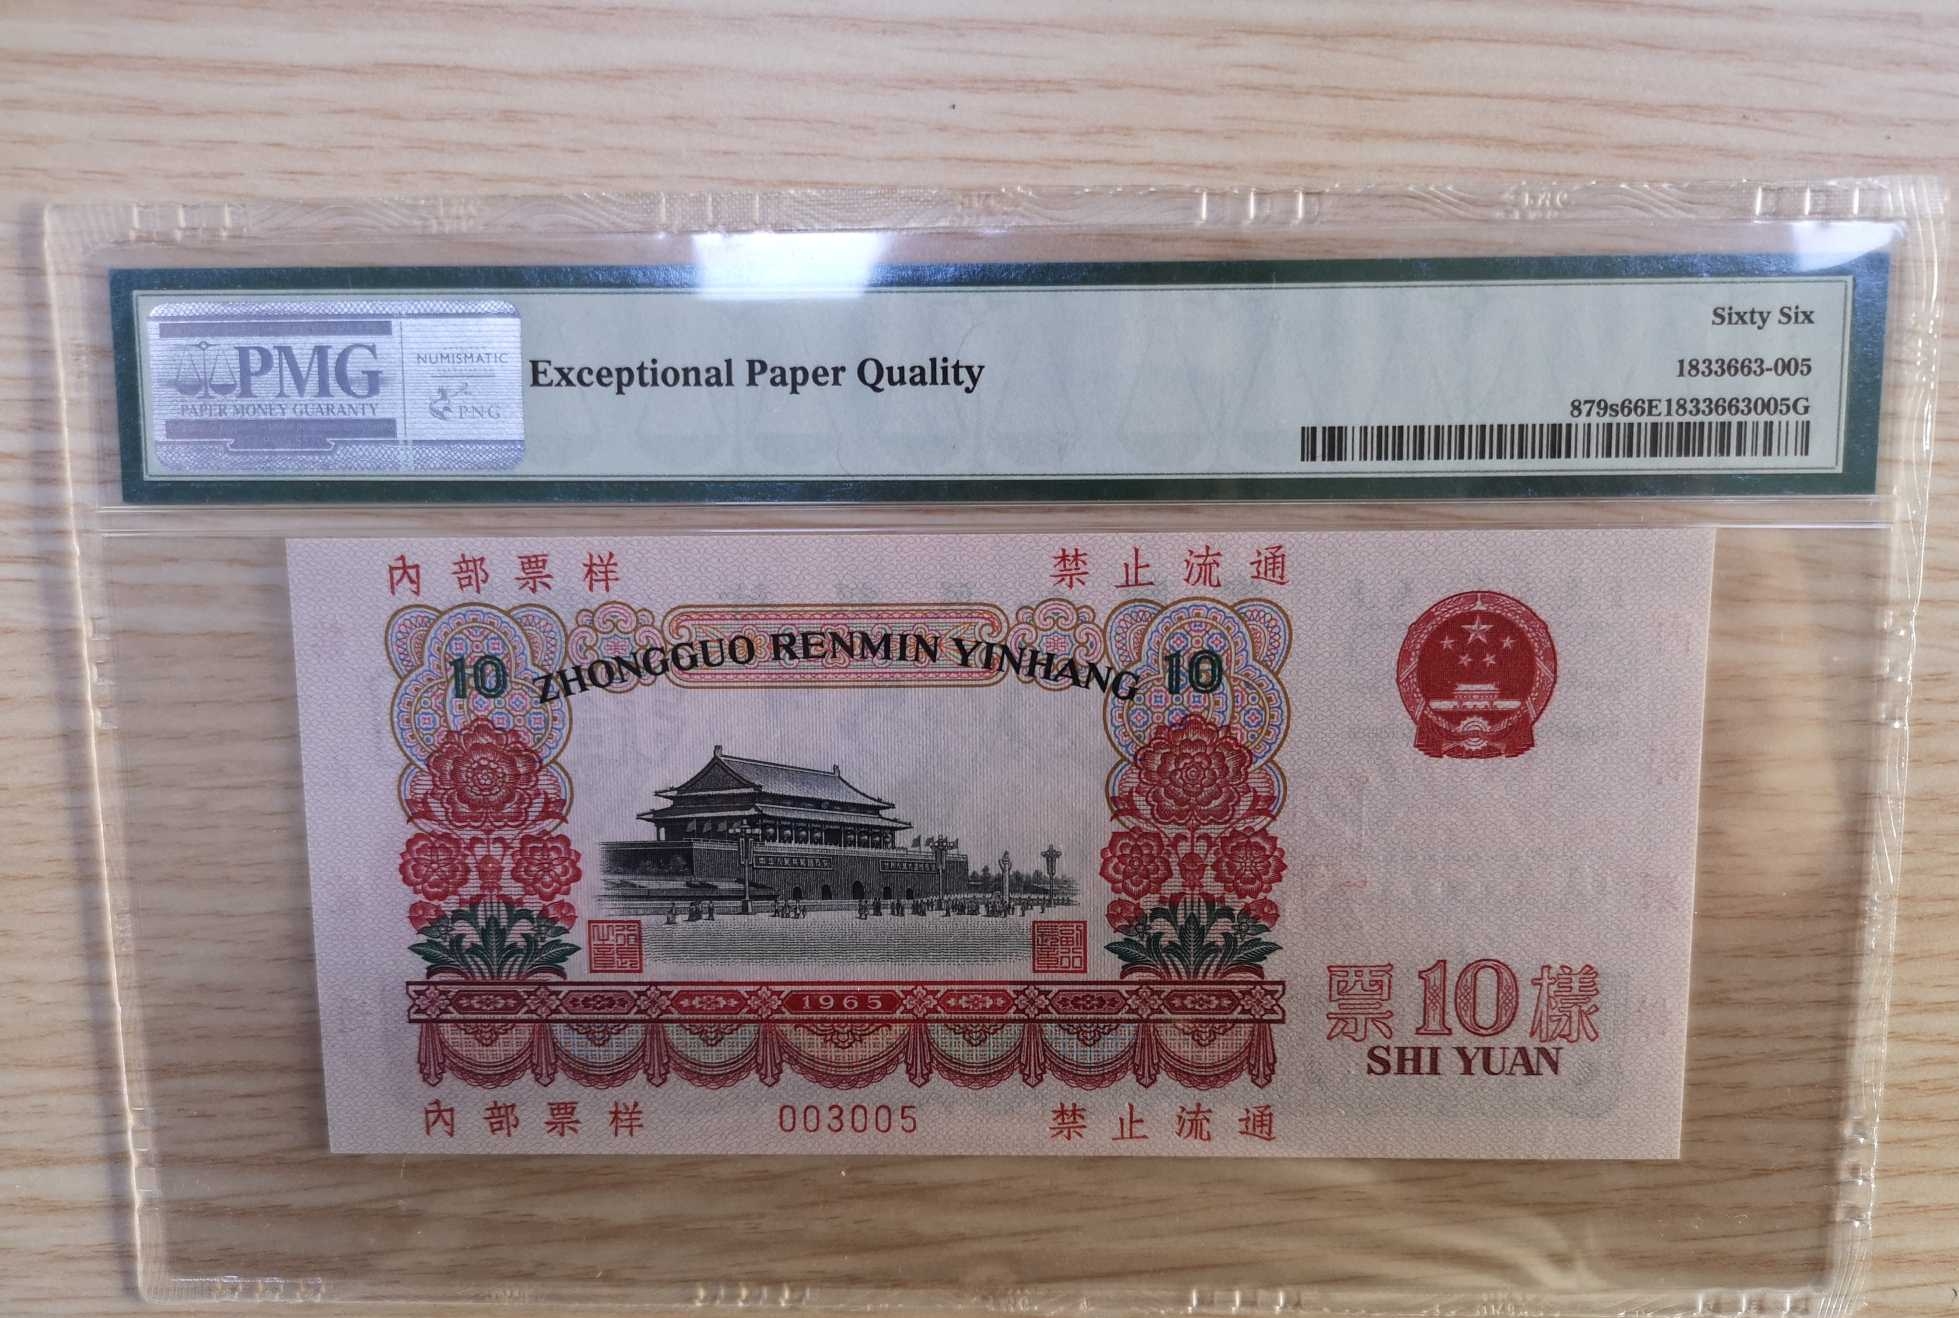 Sixty Six
PMG
PAPER MONEY GUARANTY
NUMISMATIC
PNG
Exceptional Paper Quality
1833663-005
879s66E1833663005G
內部票样 禁止流通
10 ZHONGGUO RENMIN YINHANG 10
1965
票10樣
SHI YUAN
內部票样 003005 禁止流通